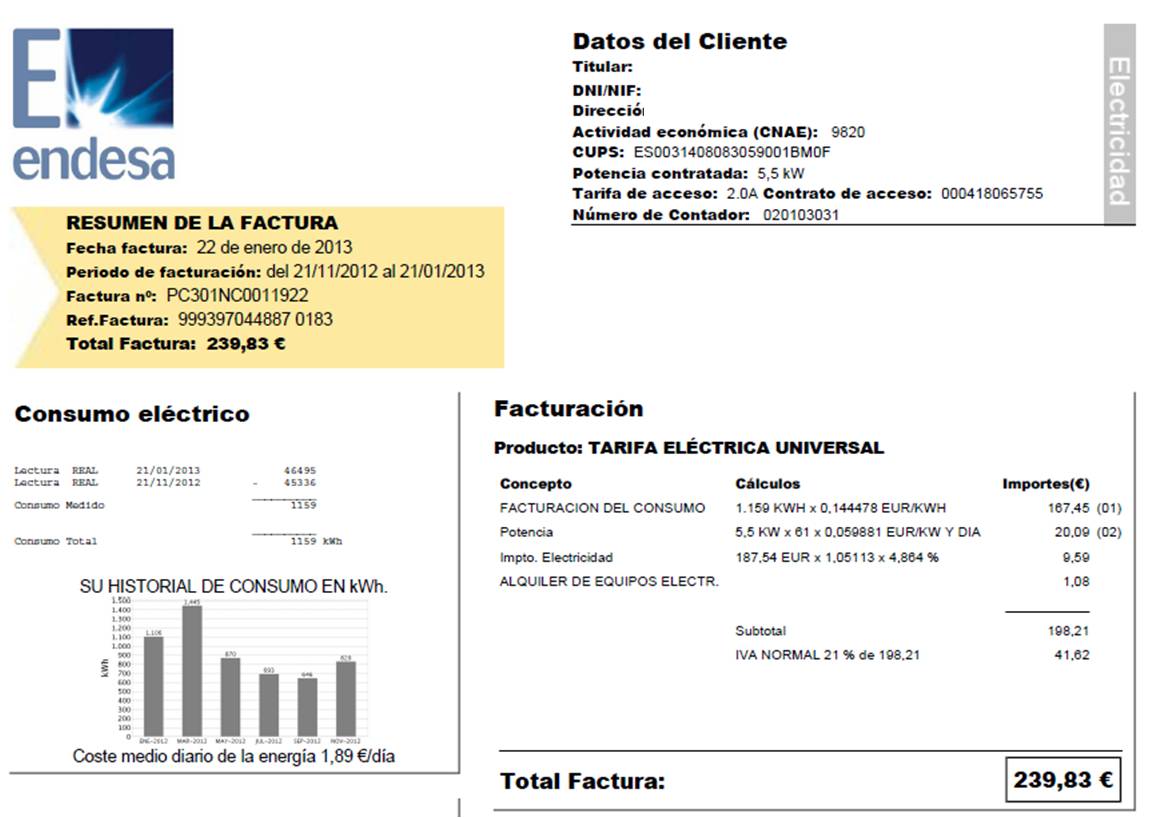 E
endesa
Datos del Cliente
Titular:
DNI/NIF:
Direcció
Actividad económica (CNAE): 9820
CUPS: ES0031408083059001BM0F
Potencia contratada: 5,5 kW
Tarifa de acceso: 2.0A Contrato de acceso: 000418065755
Número de Contador: 020103031
Electricidad
RESUMEN DE LA FACTURA
Fecha factura: 22 de enero de 2013
Periodo de facturación: del 21/11/2012 al 21/01/2013
Factura nº: PC301NC0011922
Ref.Factura: 999397044887 0183
Total Factura: 239,83 €
Consumo eléctrico
Lectura REAL 21/01/2013 46495
Lectura REAL 21/11/2012 - 45336
Consumo Medido 1159
Consumo Total 1159 kWh
SU HISTORIAL DE CONSUMO EN kWh.
kWh
1.500
1.400
1.300
1.200
1.100
1.000
900
800
700
600
500
400
300
200
100
0
1.106
1.445
870
693
646
ENE-2012 MAR-2012 MAY-2012 JUL-2012 SEP-2012 NOV-2012
Coste medio diario de la energía 1,89 €/día
Facturación
Producto: TARIFA ELÉCTRICA UNIVERSAL
Concepto Cálculos Importes(€)
FACTURACION DEL CONSUMO 1.159 KWH x 0,144478 EUR/KWH 167,45 (01)
Potencia 5,5 KW x 61 x 0,059881 EUR/KW Y DIA 20,09 (02)
Impto. Electricidad 187,54 EUR x 1,05113 x 4,864 % 9,59
ALQUILER DE EQUIPOS ELECTR. 1,08
Subtotal 198,21
IVA NORMAL 21 % de 198,21 41,62
Total Factura: 239,83 €